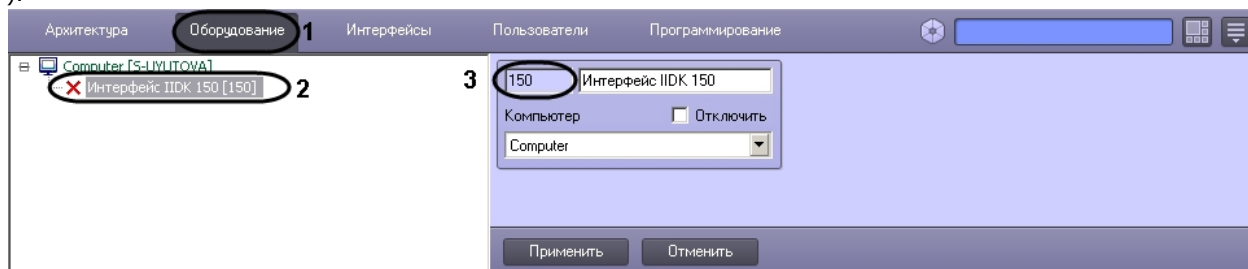 ).
Архитектура Оборудование 1 Интерфейсы Пользователи Программирование
Computer [S-LIYLITOVA]
Интерфейс IIDK 150 [150] 2
3 150 Интерфейс IIDK 150
Компьютер Отключить
Computer
Применить Отменить